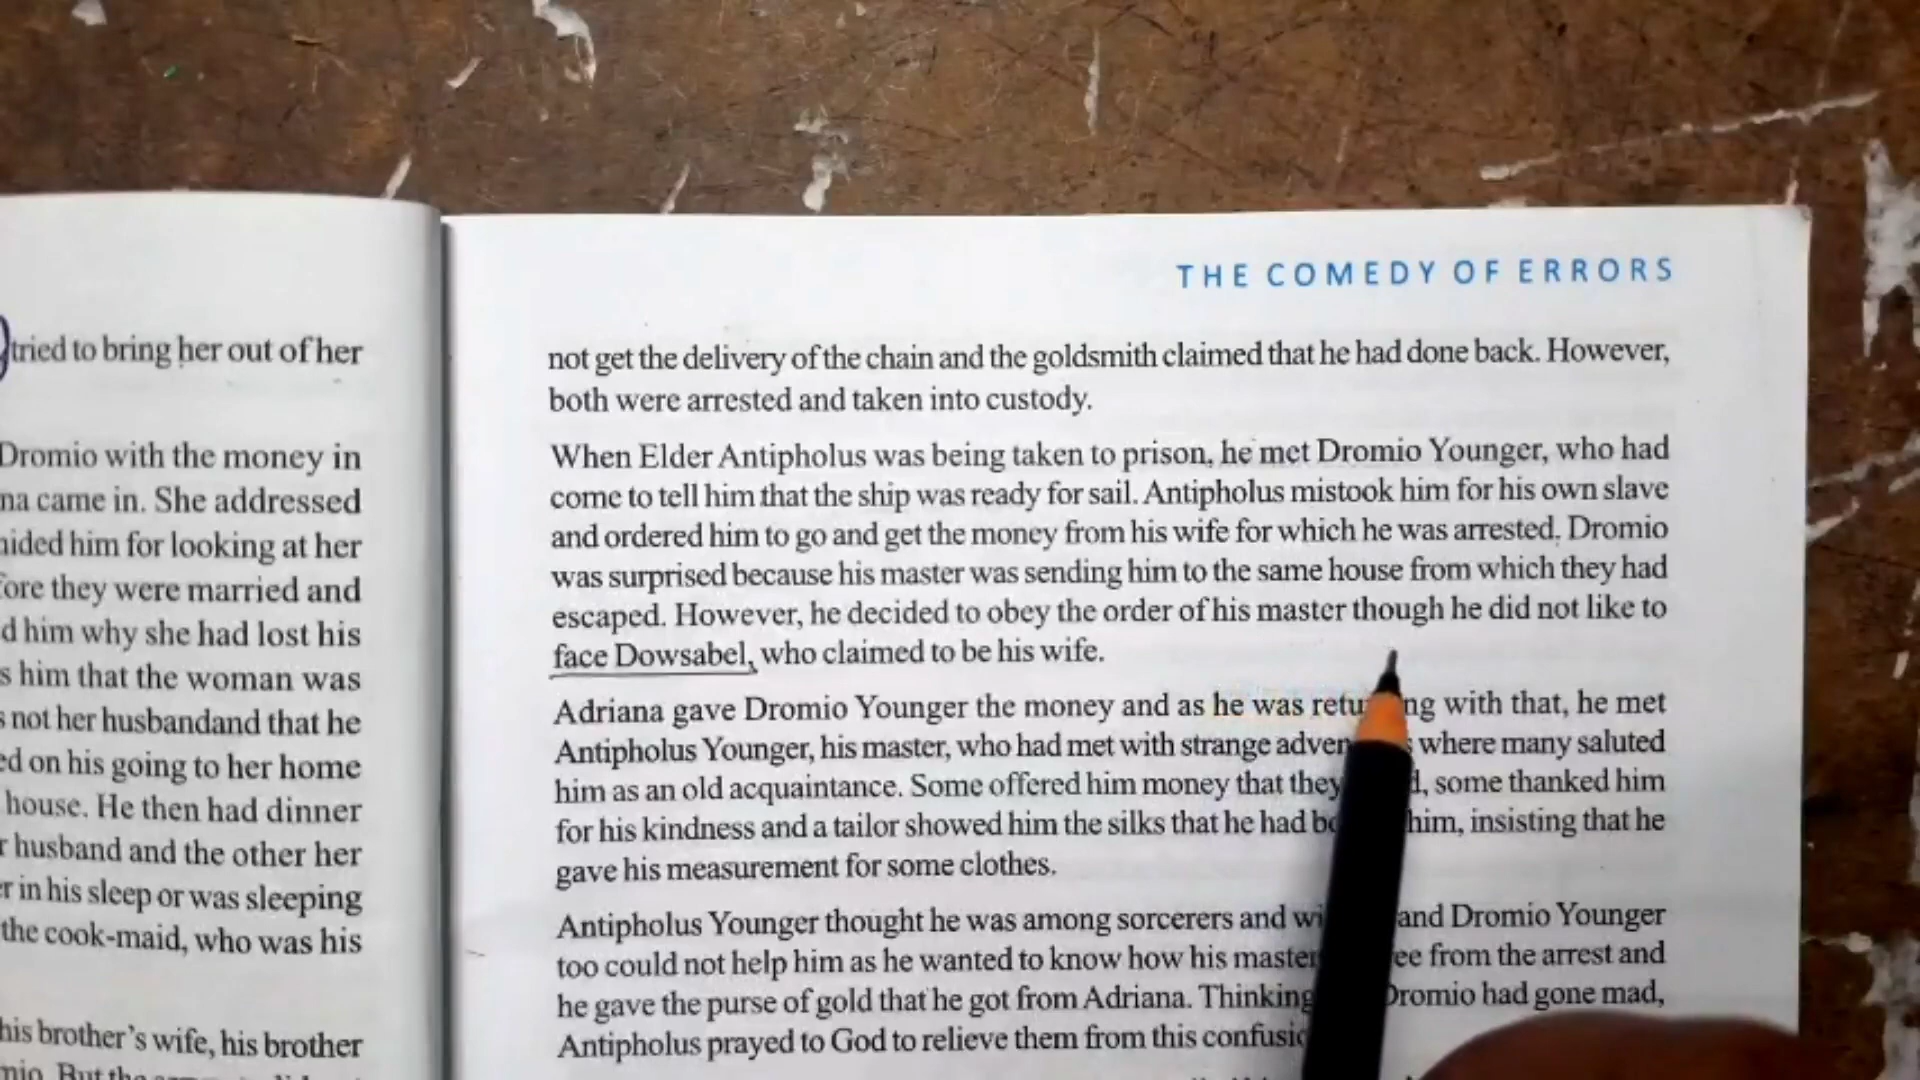 tried to bring her out of her
Dromio with the money in
came in. She addressed
him for looking at her
they were married and
him why she had lost his
him that the woman was
not her husbandand that he
on his going to her home
house. He then had dinner
husband and the other her
in his sleep or was sleeping
the cook-maid, who was his
his brother's wife, his brother
But the
THE COMEDY OF ERRORS
not get the delivery of the chain and the goldsmith claimed that he had done back. However,
both were arrested and taken into custody.
When Elder Antipholus was being taken to prison, he met Dromio Younger, who had
come to tell him that the ship was ready for sail. Antipholus mistook him for his own slave
and ordered him to go and get the money from his wife for which he was arrested. Dromio
was surprised because his master was sending him to the same house from which they had
escaped. However, he decided to obey the order of his master though he did not like to
face Dowsabel, who claimed to be his wife.
Adriana gave Dromio Younger the money and as he was with that, he met
Antipholus Younger, his master, who had met with strange where many saluted
him as an old acquaintance. Some offered him money that they some thanked him
for his kindness and a tailor showed him the silks that he had him, insisting that he
gave his measurement for some clothes.
Antipholus Younger thought he was among sorcerers and and Dromio Younger
too could not help him as he wanted to know how his master from the arrest and
he gave the purse of gold that he got from Adriana. Thinking Dromio had gone mad,
Antipholus prayed to God to relieve them from this